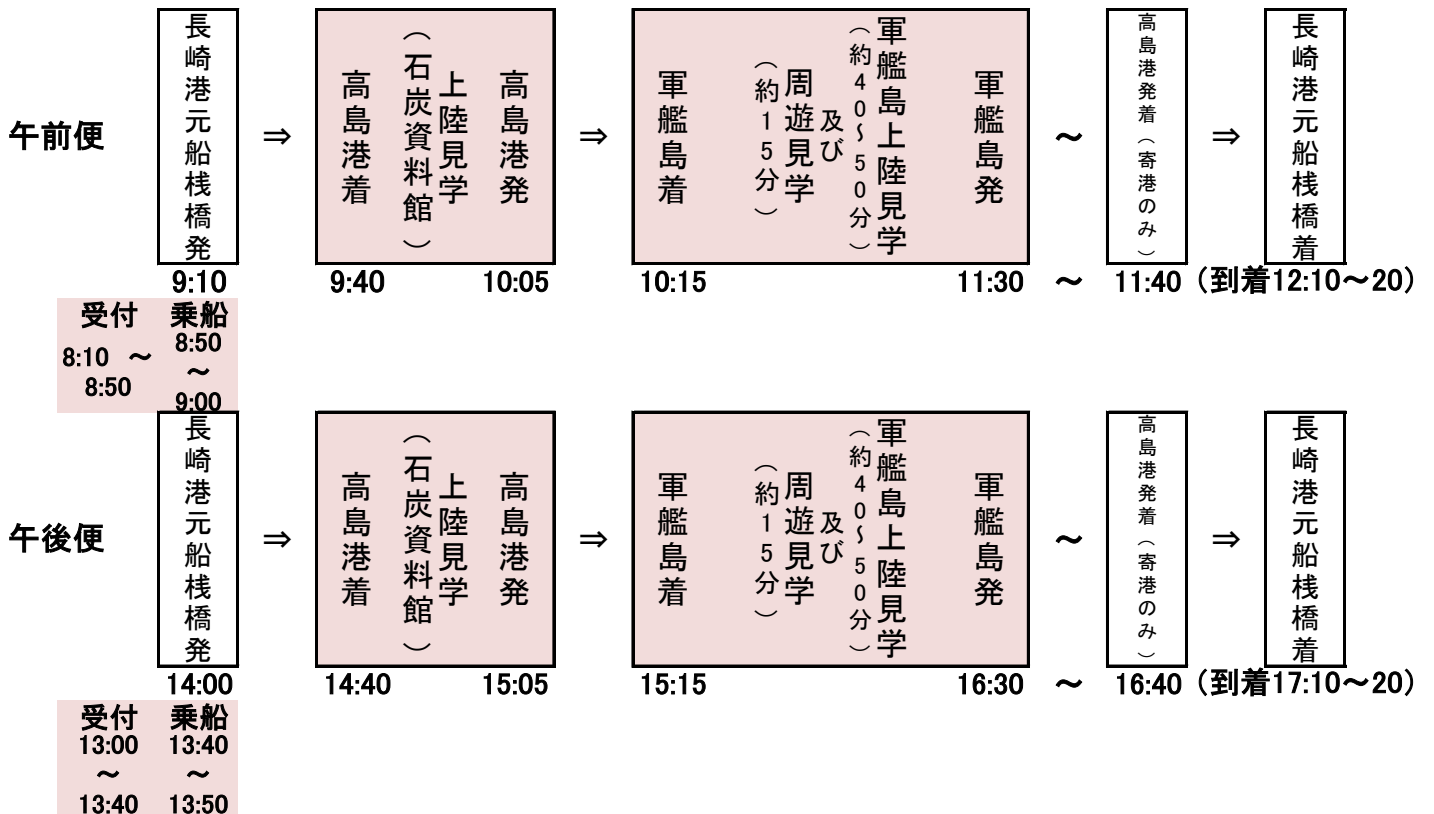 午前便
長崎港元船桟橋発
⇒
高島港着
上陸見学
（石炭資料館）
高島港発
⇒
軍艦島着
軍艦島上陸見学
（約40～50分）
及び
周遊見学
（約15分）
軍艦島発
～
高島港発着（寄港のみ）
⇒
長崎港元船桟橋着
9:10
9:40
10:05
10:15
11:30
～
11:40
（到着12:10～20）
受付 乗船
8:10 ～ 8:50
8:50 ～ 9:00
午後便
長崎港元船桟橋発
⇒
高島港着
上陸見学
（石炭資料館）
高島港発
⇒
軍艦島着
軍艦島上陸見学
（約40～50分）
及び
周遊見学
（約15分）
軍艦島発
～
高島港発着（寄港のみ）
⇒
長崎港元船桟橋着
14:00
14:40
15:05
15:15
16:30
～
16:40
（到着17:10～20）
受付 乗船
13:00 13:40
～ ～
13:40 13:50